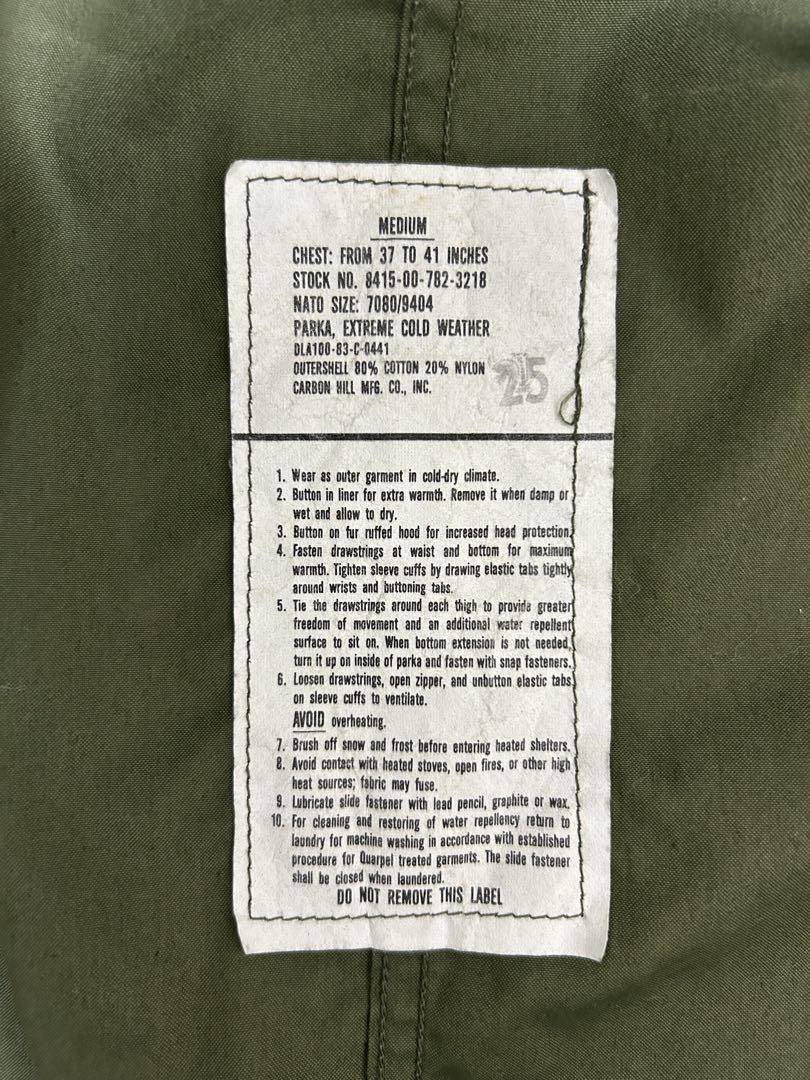 MEDIUM
CHEST: FROM 37 TO 41 INCHES
STOCK NO. 8415-00-782-3218
NATO SIZE: 7080/9404
PARKA, EXTREME COLD WEATHER
DLA100-83-C-0441
OUTERSHELL 80% COTTON 20% NYLON
CARBON HILL MFG. CO., INC.
25
1. Wear as outer garment in cold-dry climate.
2. Button in liner for extra warmth. Remove it when damp or
wet and allow to dry.
3. Button on fur ruffed hood for increased head protection.
4. Fasten drawstrings at waist and bottom for maximum
warmth. Tighten sleeve cuffs by drawing elastic tabs tightly
around wrists and buttoning tabs.
5. Tie the drawstrings around each thigh to provide greater
freedom of movement and an additional water repellent
surface to sit on. When bottom extension is not needed,
turn it up on inside of parka and fasten with snap fasteners.
6. Loosen drawstrings, open zipper, and unbutton elastic tabs
on sleeve cuffs to ventilate.
AVOID overheating.
7. Brush off snow and frost before entering heated shelters.
8. Avoid contact with heated stoves, open fires, or other high
heat sources; fabric may fuse.
9. Lubricate slide fastener with lead pencil, graphite or wax.
10. For cleaning and restoring of water repellency return to
laundry for machine washing in accordance with established
procedure for Quarpel treated garments. The slide fastener
shall be closed when laundered.
DO NOT REMOVE THIS LABEL